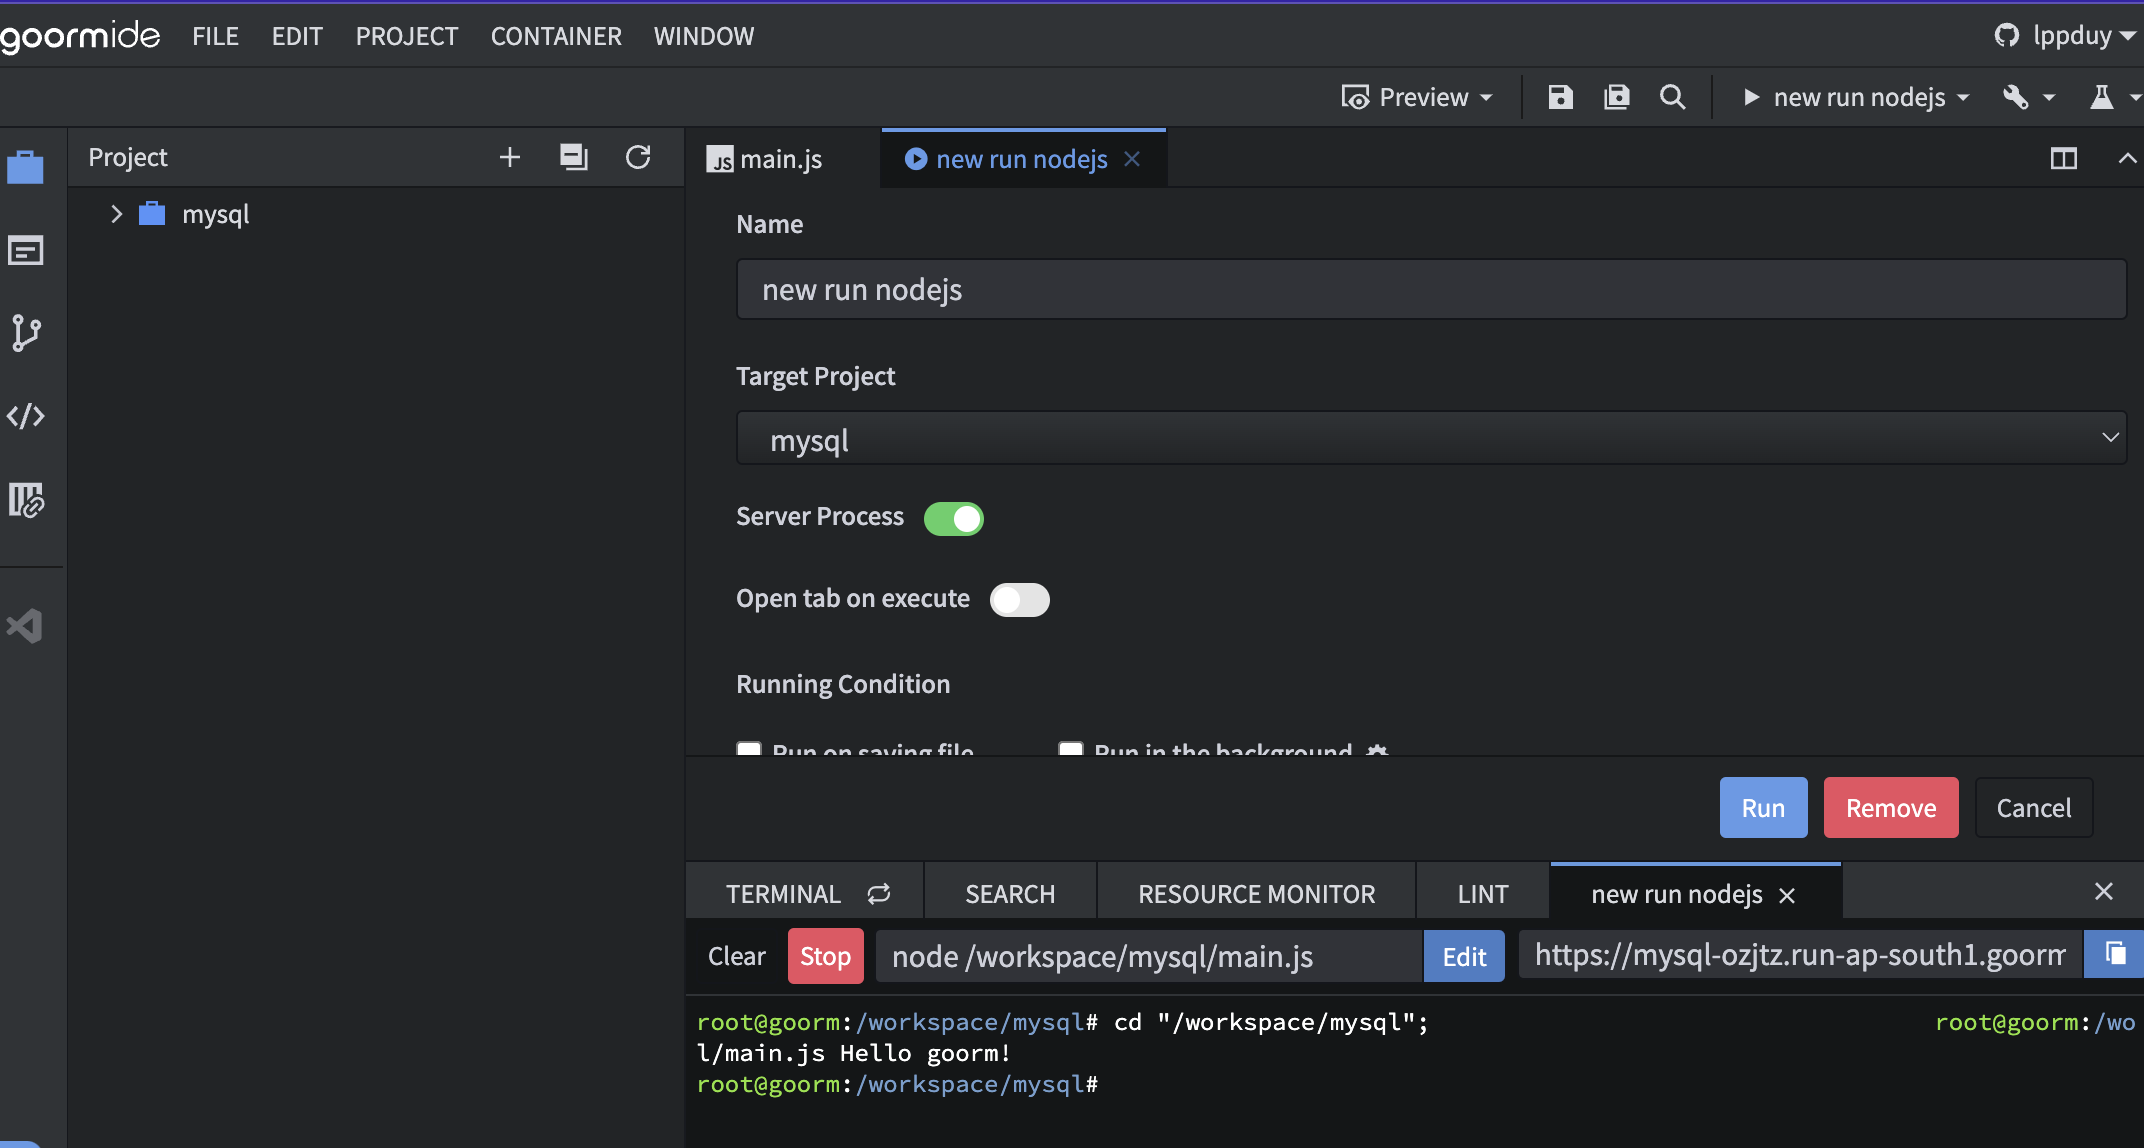 goormide FILE EDIT PROJECT CONTAINER WINDOW lppduy
Preview new run nodejs
Project
JS main.js new run nodejs
mysql
Name
new run nodejs
Target Project
mysql
Server Process
Open tab on execute
Running Condition
Run on saving file Run in the background
Run Remove Cancel
TERMINAL SEARCH RESOURCE MONITOR LINT new run nodejs
Clear Stop node /workspace/mysql/main.js Edit https://mysql-ozjtz.run-ap-south1.goorm
root@goorm:/workspace/mysql# cd "/workspace/mysql"; root@goorm:/wo
l/main.js Hello goorm!
root@goorm:/workspace/mysql#